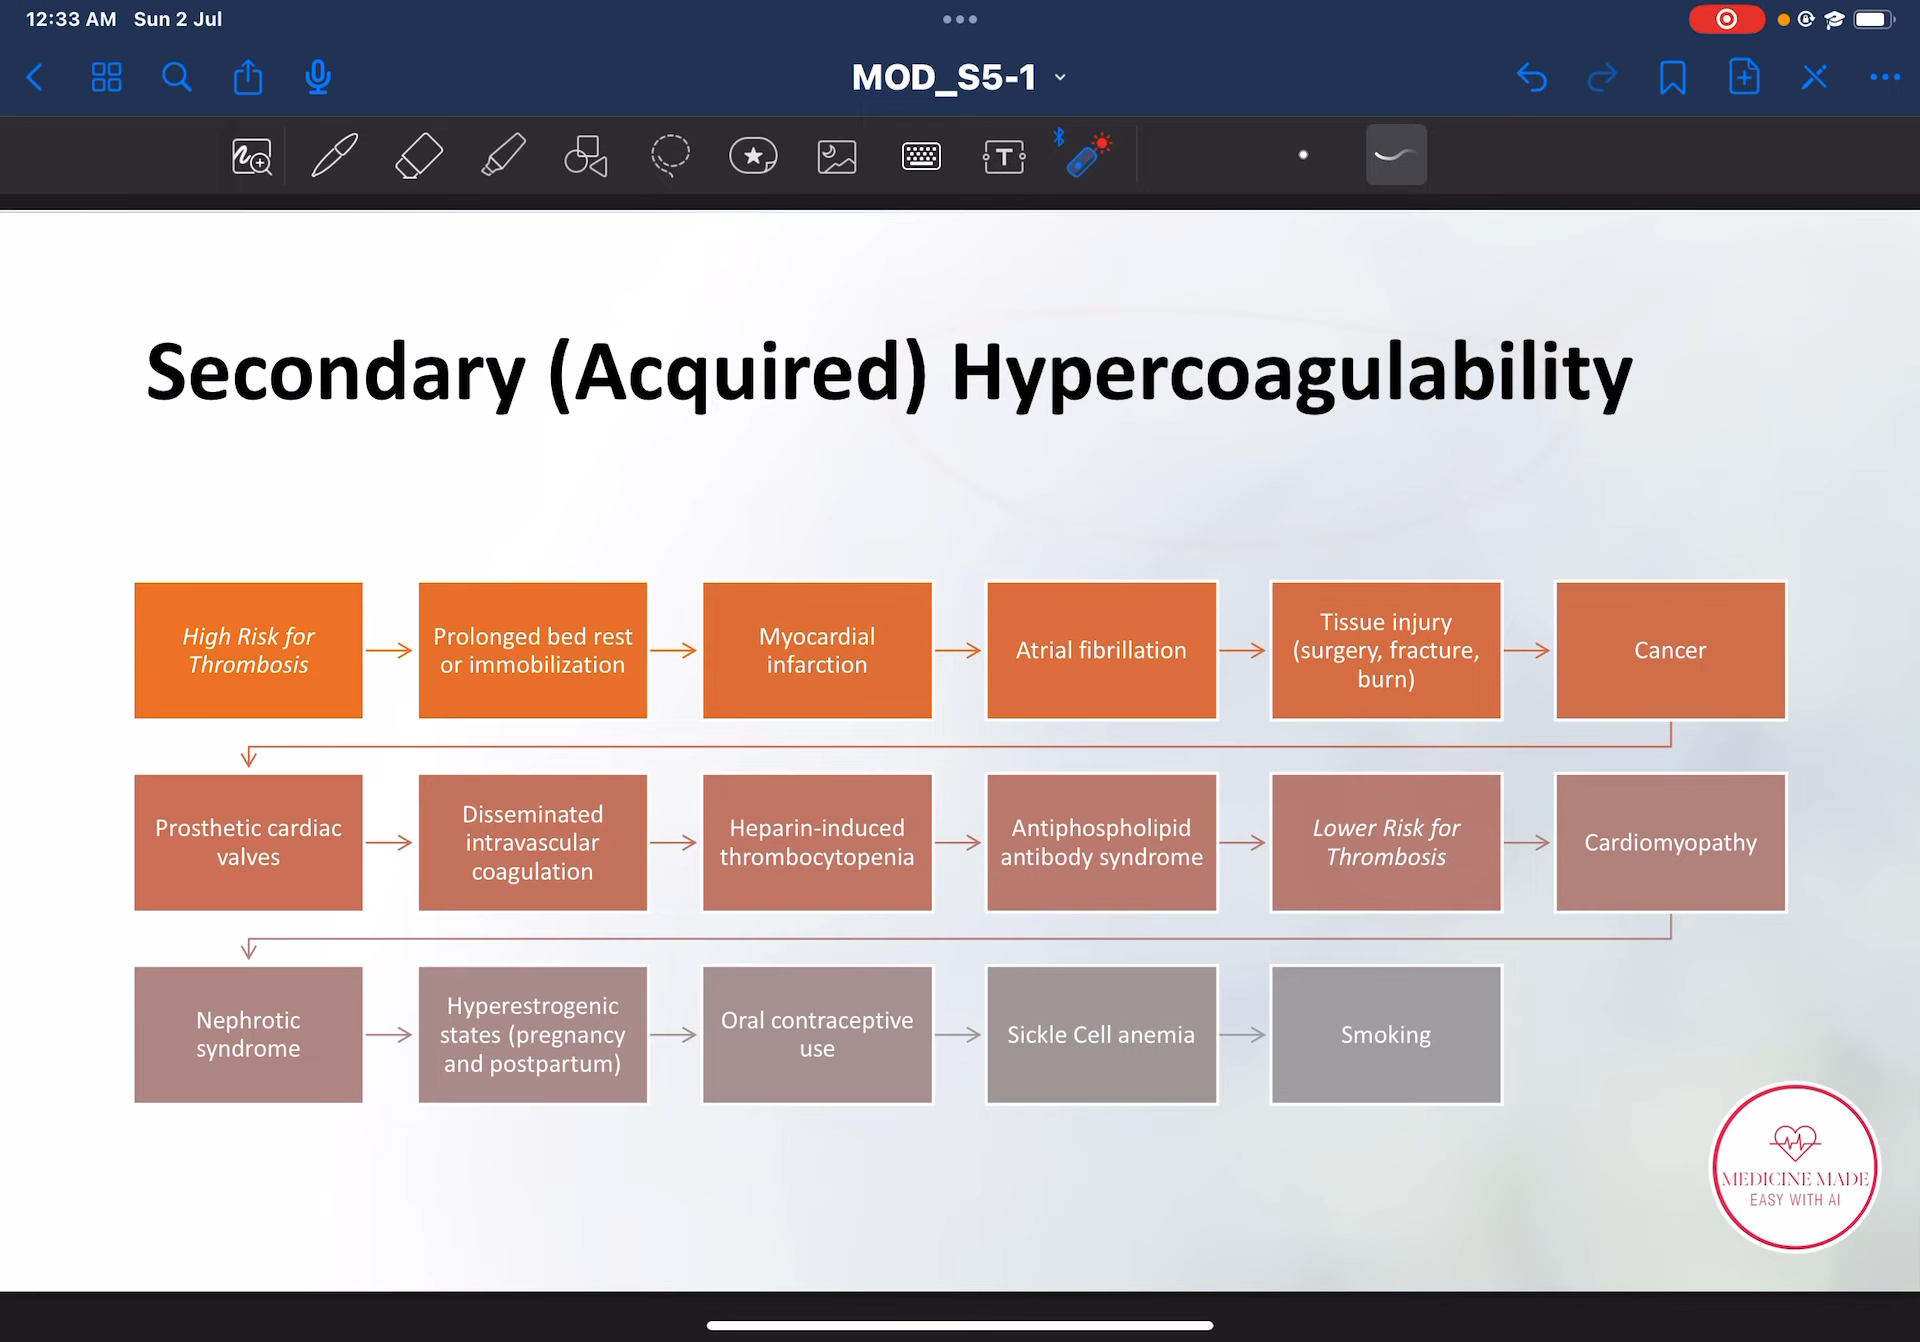 12:33 AM Sun 2 Jul
MOD_S5-1
T
Secondary (Acquired) Hypercoagulability
High Risk for
Thrombosis
Prolonged bed rest
or immobilization
Myocardial
infarction
Atrial fibrillation
Tissue injury
(surgery, fracture,
burn)
Cancer
Prosthetic cardiac
valves
Disseminated
intravascular
coagulation
Heparin-induced
thrombocytopenia
Antiphospholipid
antibody syndrome
Lower Risk for
Thrombosis
Cardiomyopathy
Nephrotic
syndrome
Hyperestrogenic
states (pregnancy
and postpartum)
Oral contraceptive
use
Sickle Cell anemia
Smoking
MEDICINE MADE
EASY WITH AI